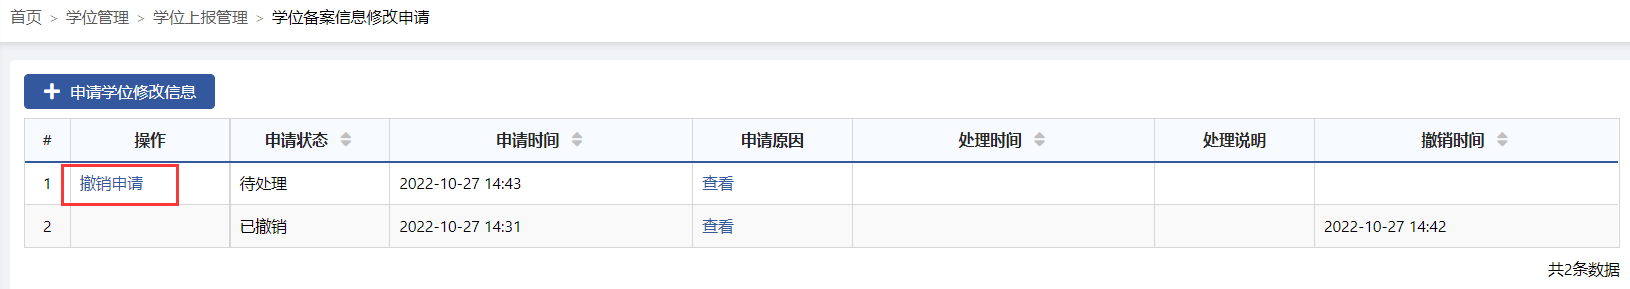 首页 > 学位管理 > 学位上报管理 > 学位备案信息修改申请
申请学位修改信息
# 操作 申请状态 申请时间 申请原因 处理时间 处理说明 撤销时间
1 撤销申请 待处理 2022-10-27 14:43 查看
2 已撤销 2022-10-27 14:31 查看 2022-10-27 14:42
共2条数据